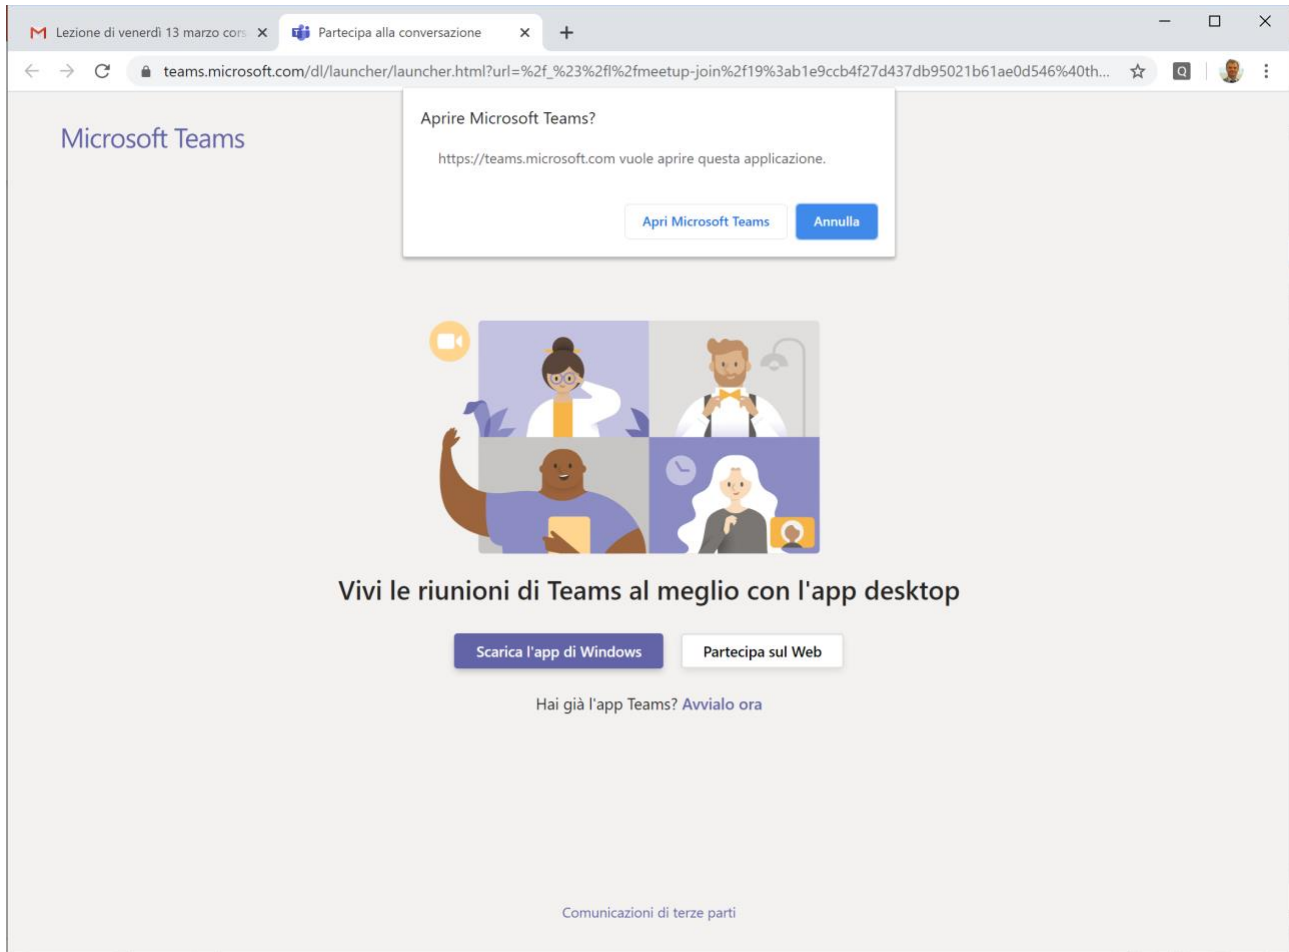 Lezione di venerdì 13 marzo cors
Partecipa alla conversazione
teams.microsoft.com/dl/launcher/launcher.html?url=%2f_%23%2fl%2fmeetup-join%2f19%3ab1e9ccb4f27d437db95021b61ae0d546%40th...
Microsoft Teams
Aprire Microsoft Teams?
https://teams.microsoft.com vuole aprire questa applicazione.
Apri Microsoft Teams Annulla
Vivi le riunioni di Teams al meglio con l'app desktop
Scarica l'app di Windows Partecipa sul Web
Hai già l'app Teams? Avvialo ora
Comunicazioni di terze parti